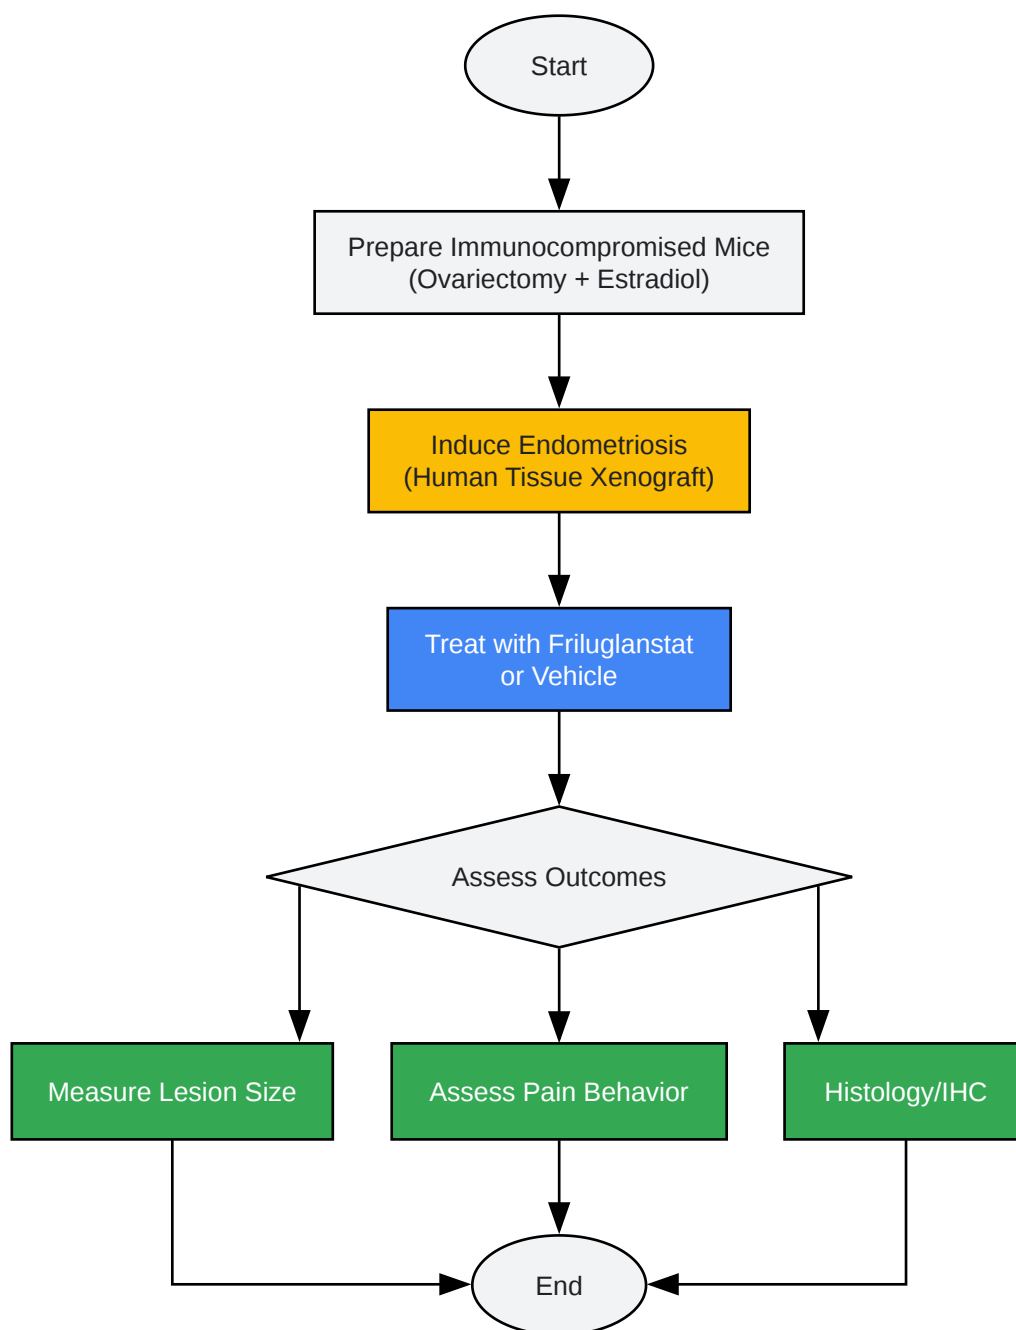 Start
Prepare Immunocompromised Mice
(Ovariectomy + Estradiol)
Induce Endometriosis
(Human Tissue Xenograft)
Treat with Friluglanstat
or Vehicle
Assess Outcomes
Measure Lesion Size
Assess Pain Behavior
Histology/IHC
End